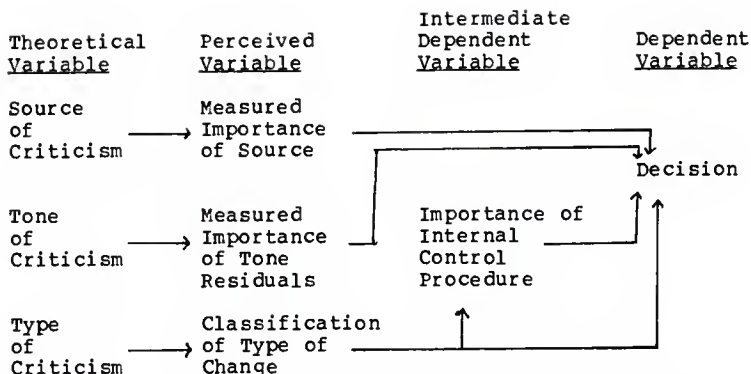 Intermediate
Theoretical Perceived Dependent Dependent
Variable Variable Variable Variable
Source Measured
of Importance
Criticism of Source
Decision
Tone Measured Importance of
of Importance Internal
Criticism of Tone Control
Residuals Procedure
Type Classification
of of Type of
Criticism Change